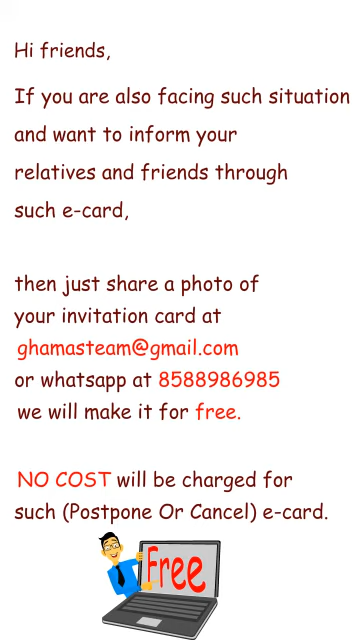 Hi friends,
If you are also facing such situation
and want to inform your
relatives and friends through
such e-card,
then just share a photo of
your invitation card at
ghamasteam@gmail.com
or whatsapp at 8588986985
we will make it for free.
NO COST will be charged for
such (Postpone Or Cancel) e-card.
Free